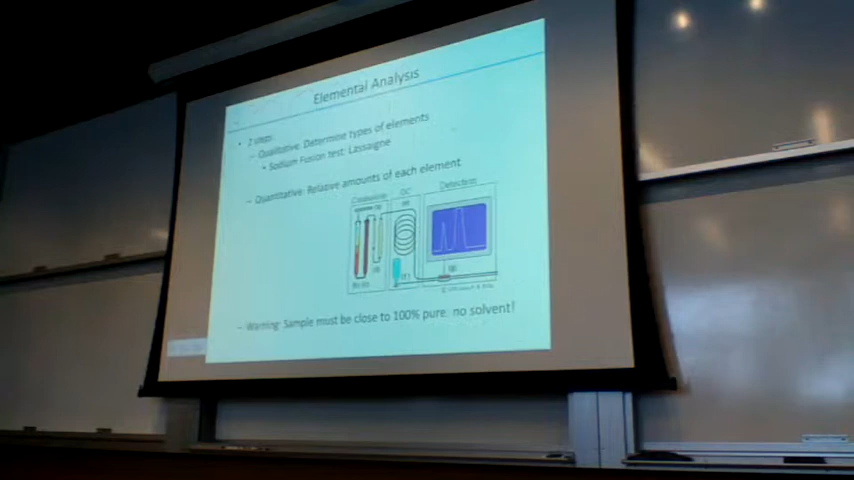 Elemental Analysis
• 2 steps:
– Qualitative: Determine types of elements
• Sodium Fusion Test: Lassaigne
– Quantitative: Relative amounts of each element
Combustion GC Detection
– Warning: Sample must be close to 100% pure, no solvent!